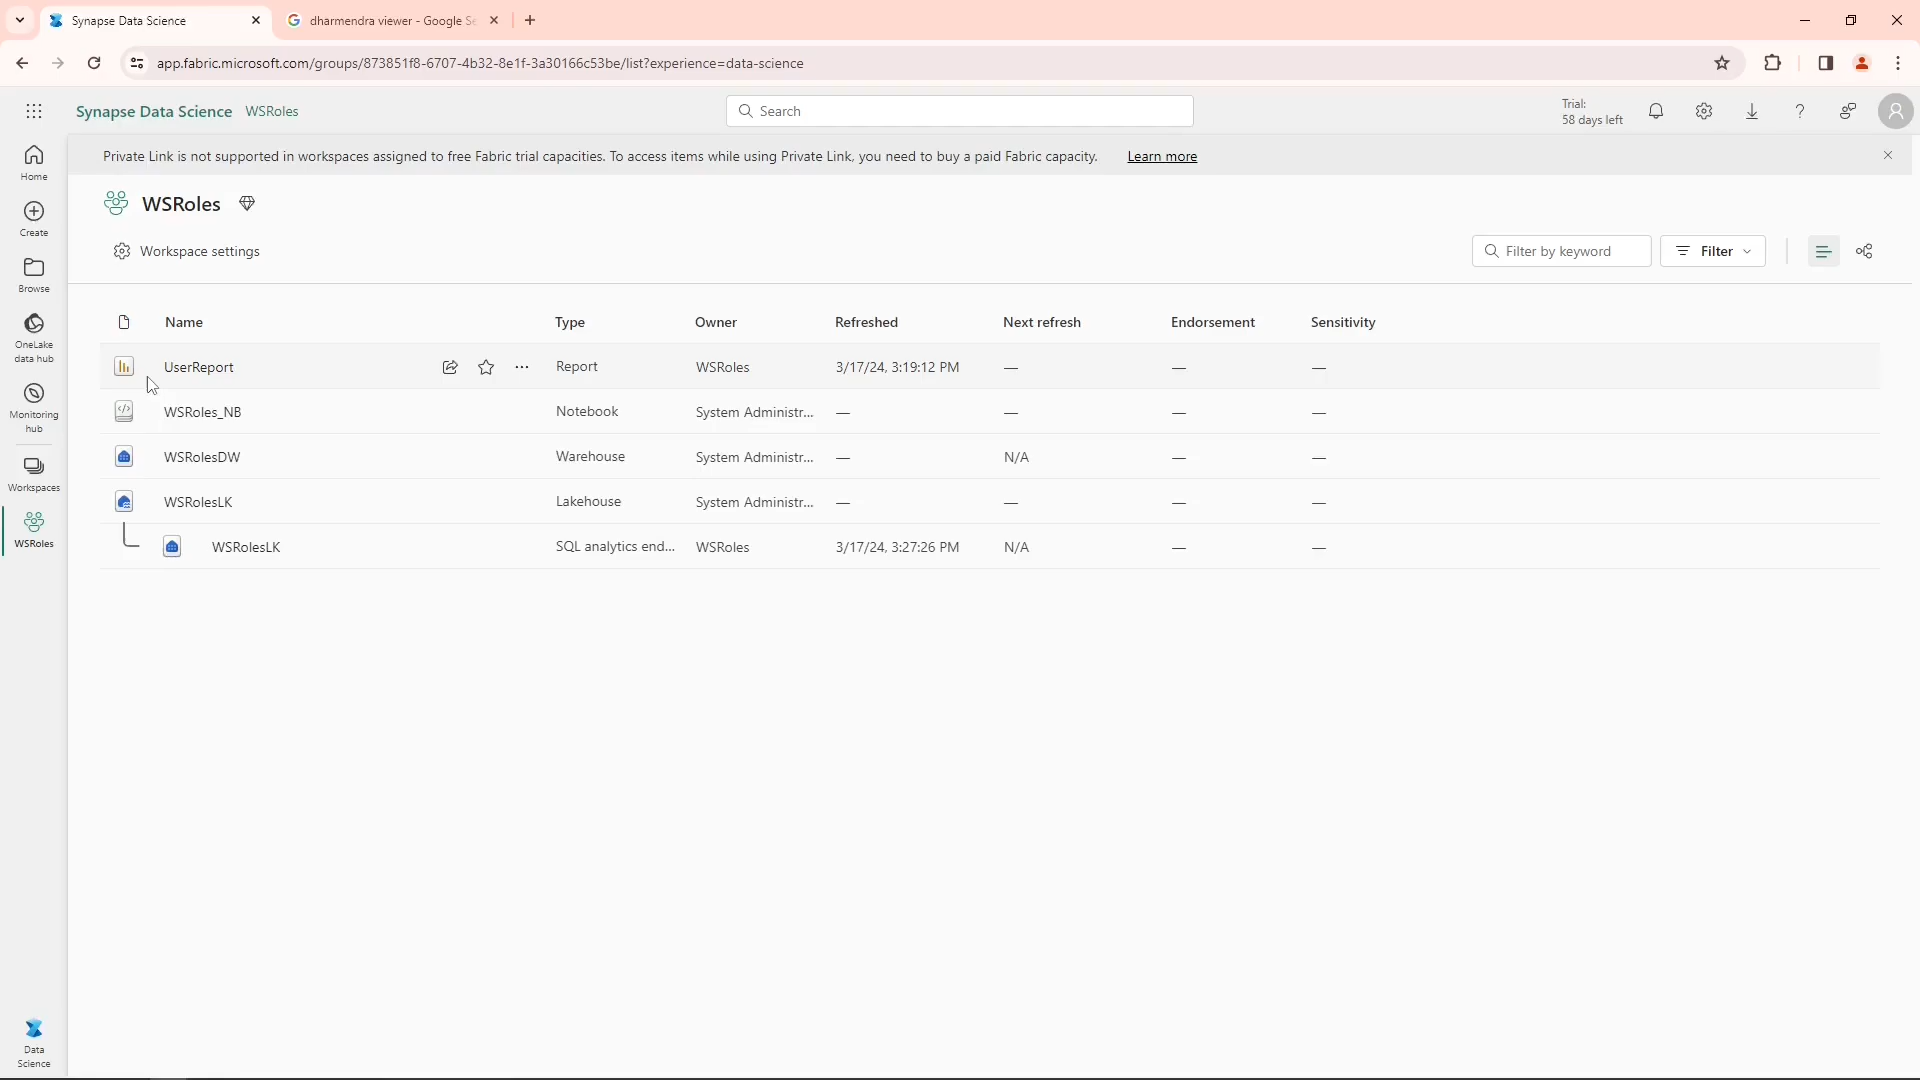 Synapse Data Science
dharmendra viewer - Google Se
app.fabric.microsoft.com/groups/873851f8-6707-4b32-8e1f-3a30166c53be/list?experience=data-science
Synapse Data Science WSRoles
Search
Trial:
58 days left
Private Link is not supported in workspaces assigned to free Fabric trial capacities. To access items while using Private Link, you need to buy a paid Fabric capacity. Learn more
Home
Create
Browse
OneLake
data hub
Monitoring
hub
Workspaces
WSRoles
Data
Science
WSRoles
Workspace settings
Filter by keyword
Filter
Name Type Owner Refreshed Next refresh Endorsement Sensitivity
UserReport Report WSRoles 3/17/24, 3:19:12 PM — — —
WSRoles_NB Notebook System Administr... — — — —
WSRolesDW Warehouse System Administr... — N/A — —
WSRolesLK Lakehouse System Administr... — — — —
WSRolesLK SQL analytics end... WSRoles 3/17/24, 3:27:26 PM N/A — —